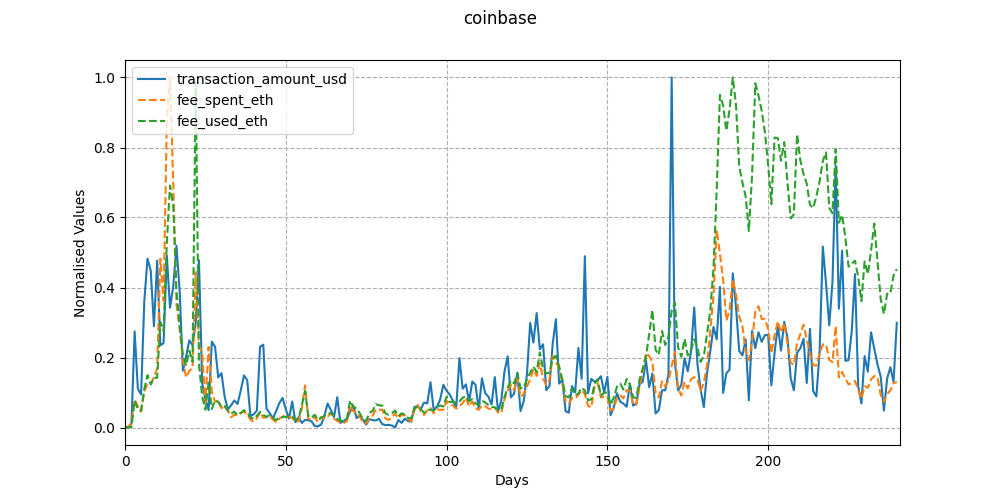 coinbase
transaction_amount_usd
fee_spent_eth
fee_used_eth
Normalised Values
1.0
0.8
0.6
0.4
0.2
0.0
0 50 100 150 200
Days